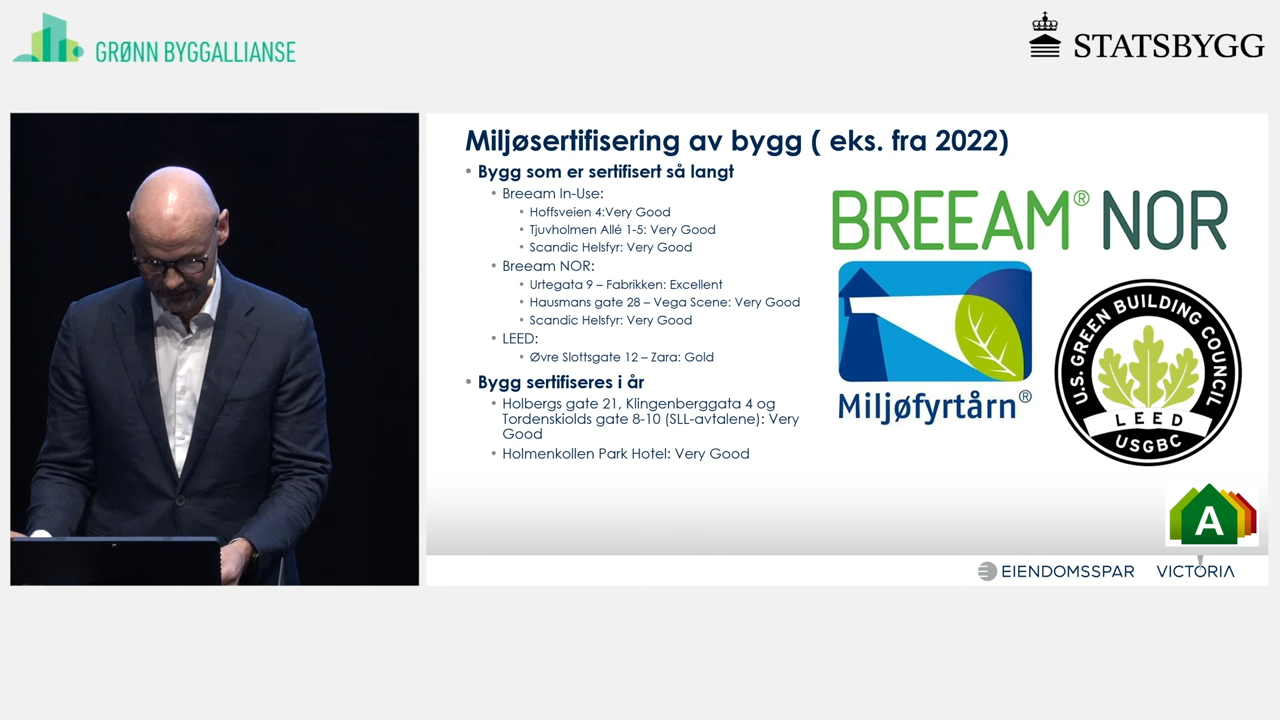 GRØNN BYGGALLIANSE
STATSBYGG
Miljøsertifisering av bygg ( eks. fra 2022)
• Bygg som er sertifisert så langt
• Breeam In-Use:
• Hoffsveien 4:Very Good
• Tjuvholmen Allé 1-5: Very Good
• Scandic Helsfyr: Very Good
• Breeam NOR:
• Urtegata 9 – Fabrikken: Excellent
• Hausmans gate 28 – Vega Scene: Very Good
• Scandic Helsfyr: Very Good
• LEED:
• Øvre Slottsgate 12 – Zara: Gold
• Bygg sertifiseres i år
• Holbergs gate 21, Klingenberggata 4 og
Tordenskiolds gate 8-10 (SLL-avtalene): Very
Good
• Holmenkollen Park Hotel: Very Good
BREEAM® NOR
Miljøfyrtårn®
U.S. GREEN BUILDING COUNCIL
LEED
USGBC
A
EIENDOMSSPAR
VICTORIA